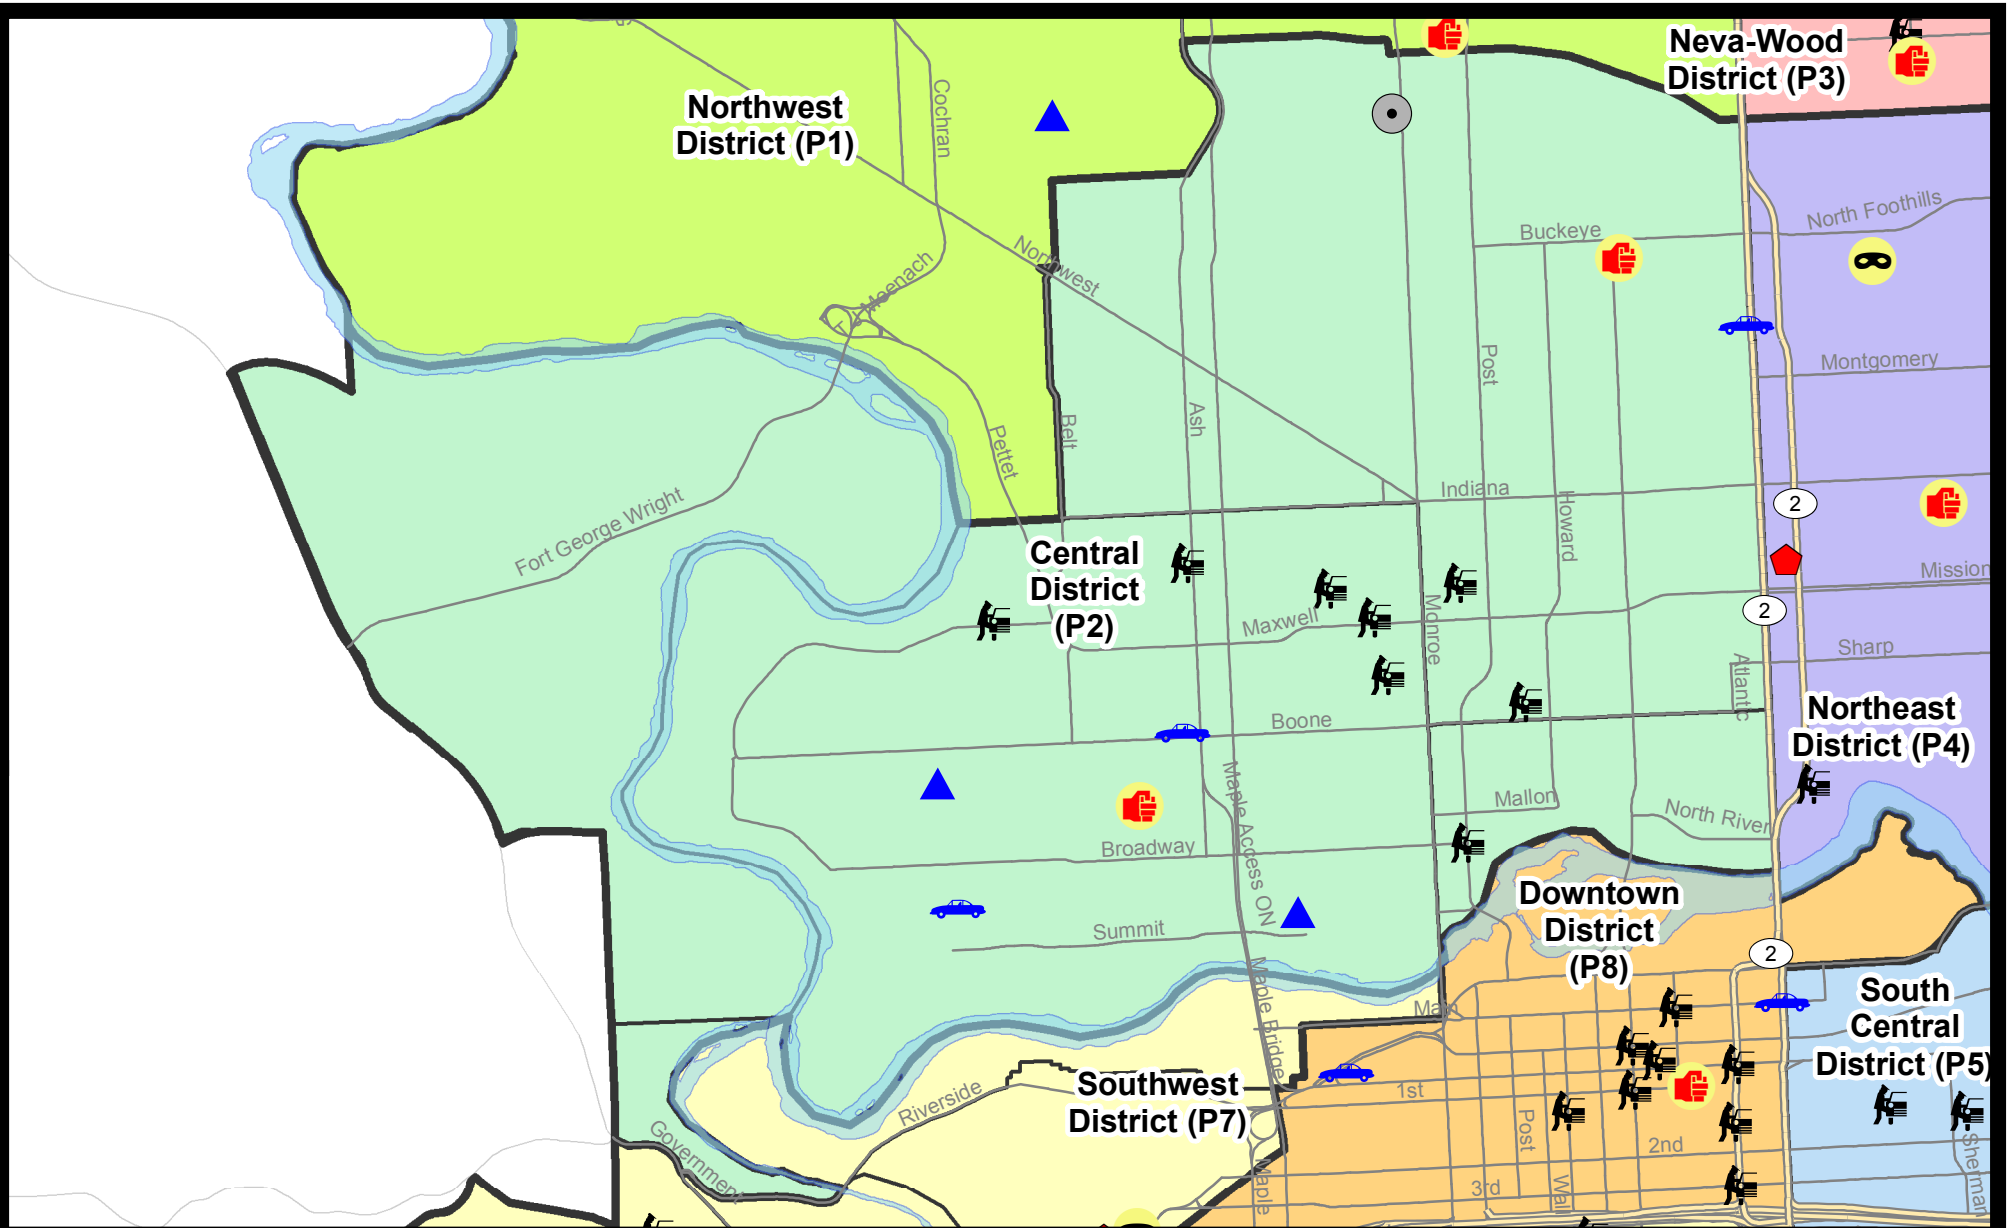 Neva-Wood
District (P3)
Northwest
District (P1)
Cochran
North Foothills
Buckeye
Northwest
Meenach
Post
Montgomery
Belt
Ash
Pettet
Indiana
Howard
2
Fort George Wright
Central
District
(P2)
Mission
2
Maxwell
Monroe
Sharp
Atlantic
Northeast
District (P4)
Boone
Maple Access ON
Mallon
North River
Broadway
Downtown
District
(P8)
Summit
2
Maple Bridge
South
Central
District (P5)
Main
Southwest
District (P7)
1st
Riverside
Post
Government
2nd
Sherman
Maple
3rd
Wall